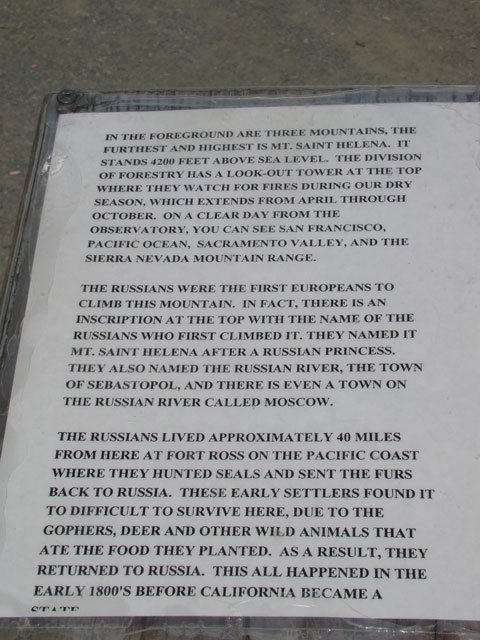 IN THE FOREGROUND ARE THREE MOUNTAINS, THE
FURTHEST AND HIGHEST IS MT. SAINT HELENA. IT
STANDS 4200 FEET ABOVE SEA LEVEL. THE DIVISION
OF FORESTRY HAS A LOOK-OUT TOWER AT THE TOP
WHERE THEY WATCH FOR FIRES DURING OUR DRY
SEASON, WHICH EXTENDS FROM APRIL THROUGH
OCTOBER. ON A CLEAR DAY FROM THE
OBSERVATORY, YOU CAN SEE SAN FRANCISCO,
PACIFIC OCEAN, SACRAMENTO VALLEY, AND THE
SIERRA NEVADA MOUNTAIN RANGE.
THE RUSSIANS WERE THE FIRST EUROPEANS TO
CLIMB THIS MOUNTAIN. IN FACT, THERE IS AN
INSCRIPTION AT THE TOP WITH THE NAME OF THE
RUSSIANS WHO FIRST CLIMBED IT. THEY NAMED IT
MT. SAINT HELENA AFTER A RUSSIAN PRINCESS.
THEY ALSO NAMED THE RUSSIAN RIVER, THE TOWN
OF SEBASTOPOL, AND THERE IS EVEN A TOWN ON
THE RUSSIAN RIVER CALLED MOSCOW.
THE RUSSIANS LIVED APPROXIMATELY 40 MILES
FROM HERE AT FORT ROSS ON THE PACIFIC COAST
WHERE THEY HUNTED SEALS AND SENT THE FURS
BACK TO RUSSIA. THESE EARLY SETTLERS FOUND IT
TO DIFFICULT TO SURVIVE HERE, DUE TO THE
GOPHERS, DEER AND OTHER WILD ANIMALS THAT
ATE THE FOOD THEY PLANTED. AS A RESULT, THEY
RETURNED TO RUSSIA. THIS ALL HAPPENED IN THE
EARLY 1800'S BEFORE CALIFORNIA BECAME A
STATE